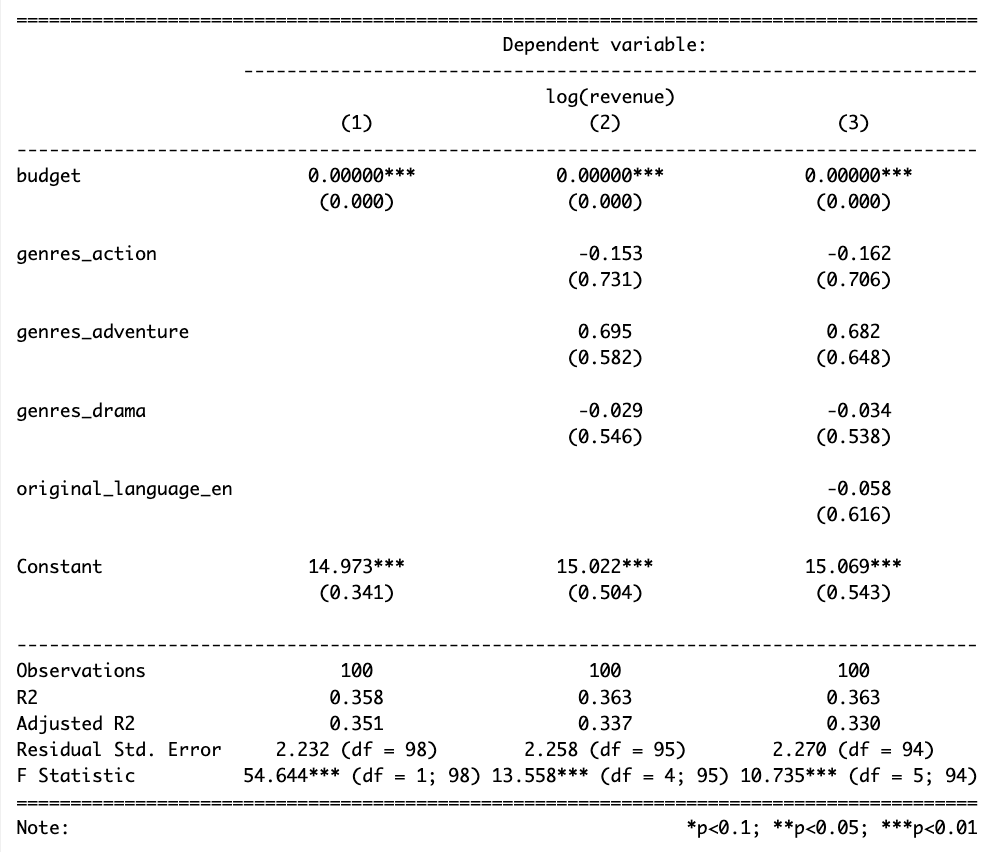 ==========================================================================================
Dependent variable:
--------------------------------------------------------------------
log(revenue)
(1) (2) (3)
------------------------------------------------------------------------------------------
budget 0.00000*** 0.00000*** 0.00000***
(0.000) (0.000) (0.000)
genres_action -0.153 -0.162
(0.731) (0.706)
genres_adventure 0.695 0.682
(0.582) (0.648)
genres_drama -0.029 -0.034
(0.546) (0.538)
original_language_en -0.058
(0.616)
Constant 14.973*** 15.022*** 15.069***
(0.341) (0.504) (0.543)
------------------------------------------------------------------------------------------
Observations 100 100 100
R2 0.358 0.363 0.363
Adjusted R2 0.351 0.337 0.330
Residual Std. Error 2.232 (df = 98) 2.258 (df = 95) 2.270 (df = 94)
F Statistic 54.644*** (df = 1; 98) 13.558*** (df = 4; 95) 10.735*** (df = 5; 94)
==========================================================================================
Note: *p<0.1; **p<0.05; ***p<0.01